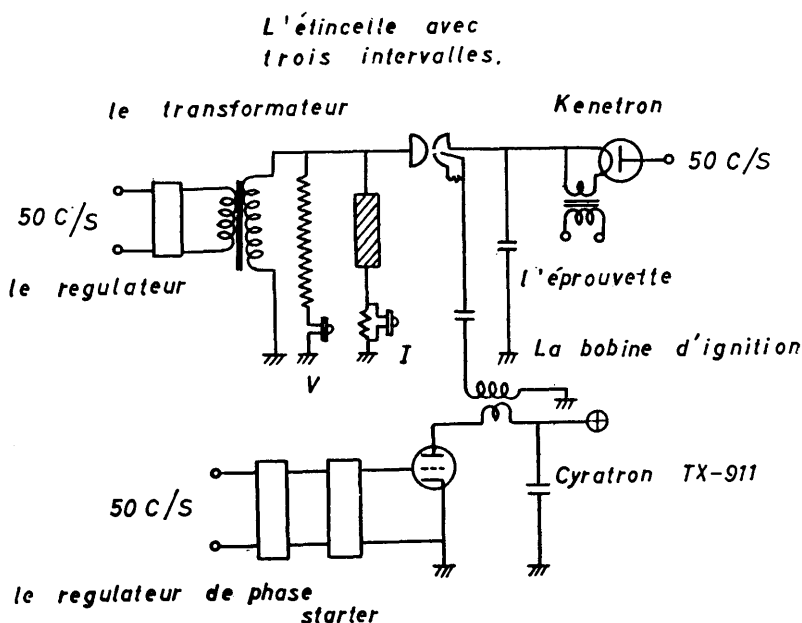 L'étincelle avec
trois intervalles.
le transformateur
Kenetron
50 C/S
50 C/S
le regulateur
l'éprouvette
La bobine d'ignition
V
I
Cyratron TX-911
50 C/S
le regulateur de phase
starter